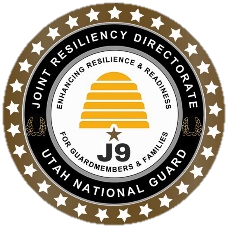 JOINT RESILIENCY DIRECTORATE
ENHANCING RESILIENCE & READINESS
J9
FOR GUARDMEMBERS & FAMILIES
UTAH NATIONAL GUARD